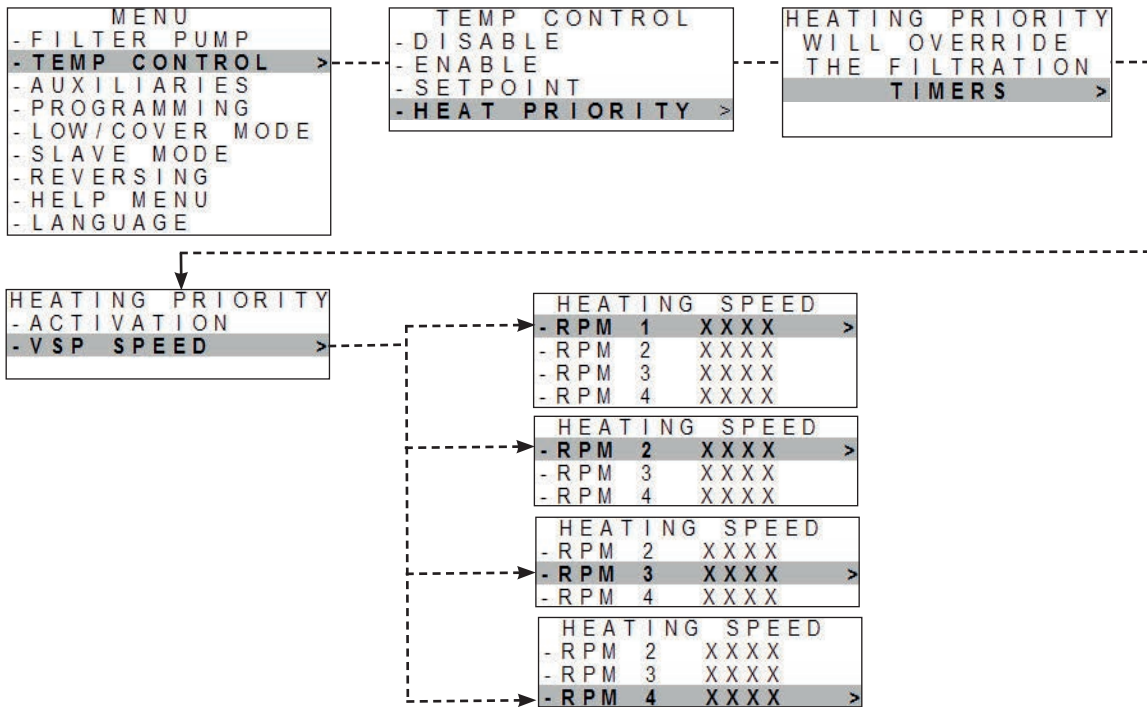 MENU
- FILTER PUMP
- TEMP CONTROL >
- AUXILIARIES
- PROGRAMMING
- LOW/COVER MODE
- SLAVE MODE
- REVERSING
- HELP MENU
- LANGUAGE
TEMP CONTROL
- DISABLE
- ENABLE
- SETPOINT
- HEAT PRIORITY >
HEATING PRIORITY
WILL OVERRIDE
THE FILTRATION
TIMERS >
HEATING PRIORITY
- ACTIVATION
- VSP SPEED >
HEATING SPEED
- RPM 1 XXXX >
- RPM 2 XXXX
- RPM 3 XXXX
- RPM 4 XXXX
HEATING SPEED
- RPM 2 XXXX >
- RPM 3 XXXX
- RPM 4 XXXX
HEATING SPEED
- RPM 2 XXXX
- RPM 3 XXXX >
- RPM 4 XXXX
HEATING SPEED
- RPM 2 XXXX
- RPM 3 XXXX
- RPM 4 XXXX >